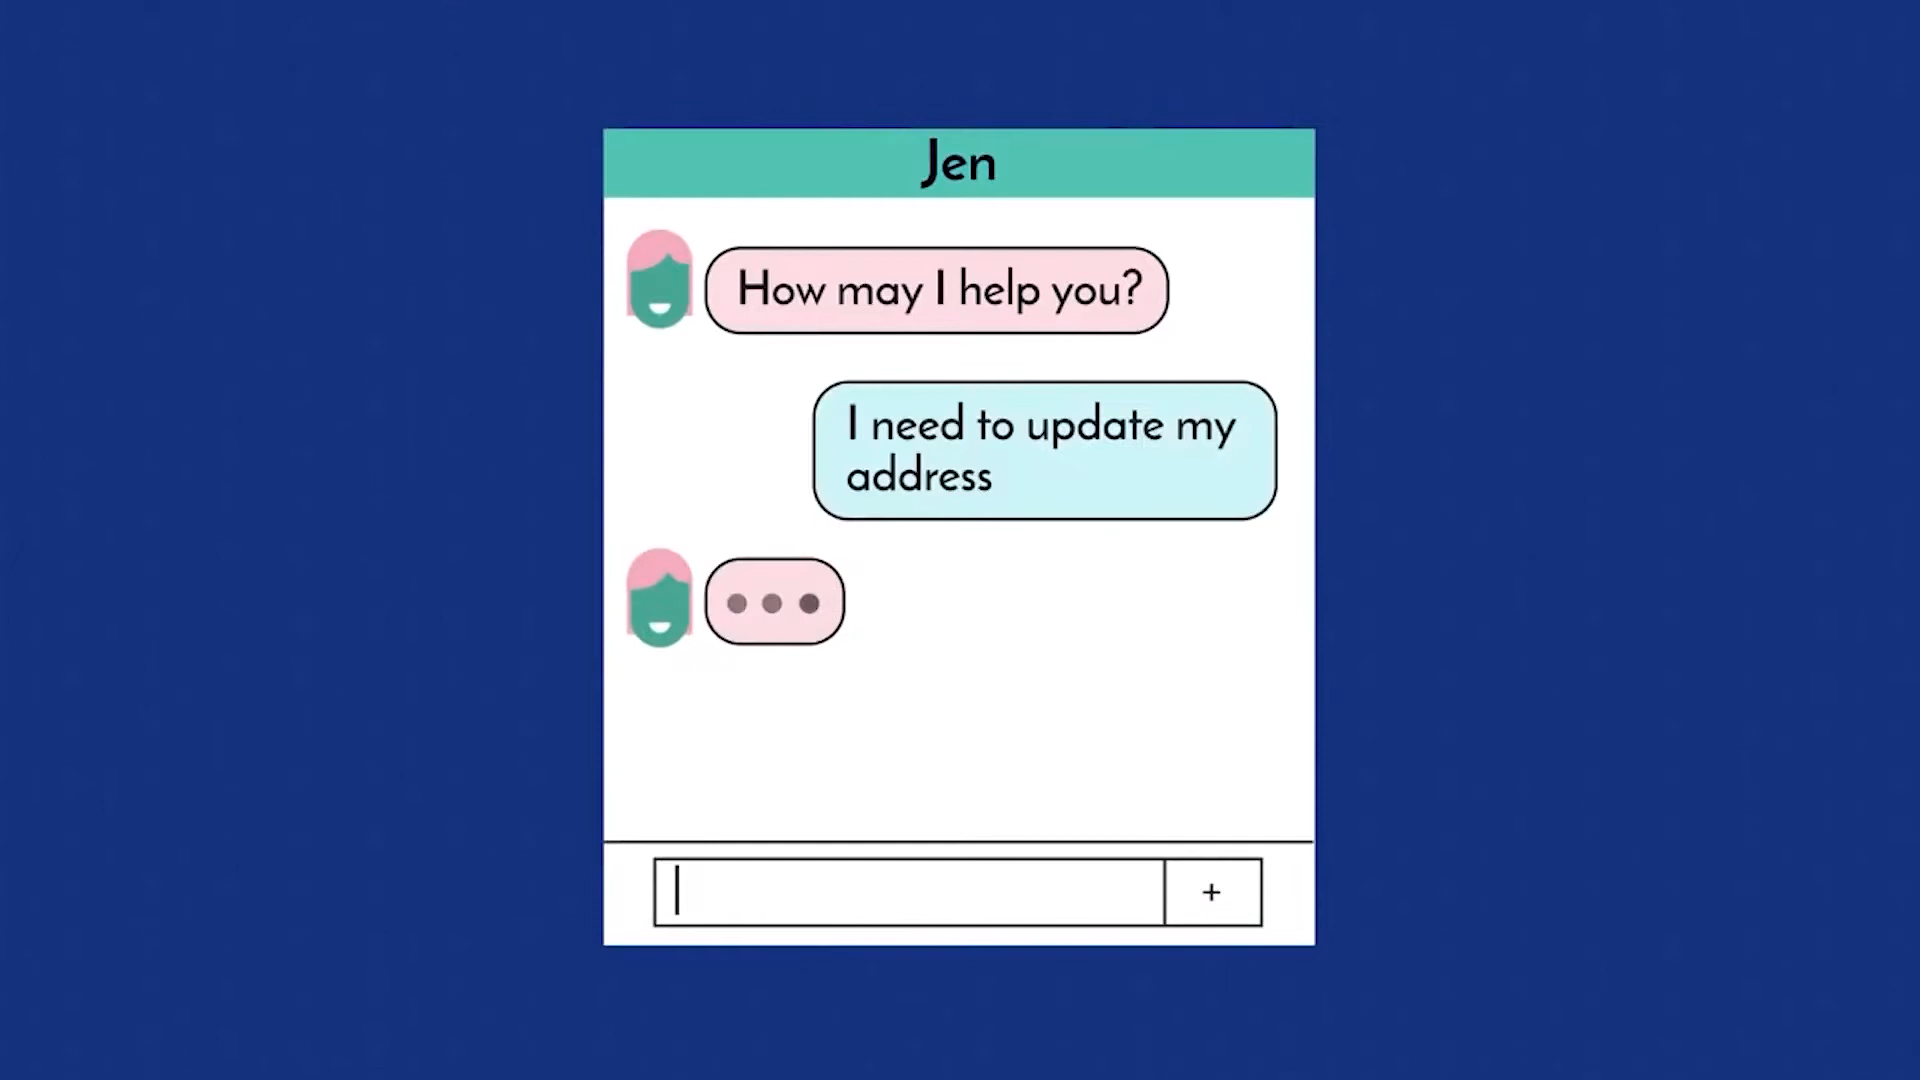 Jen
How may I help you?
I need to update my
address
+